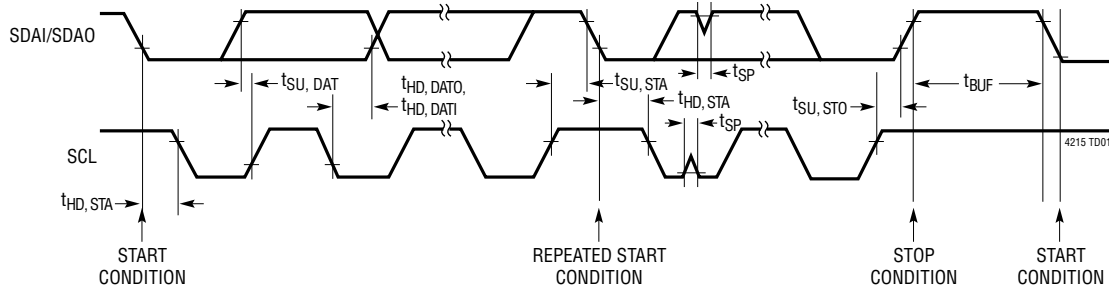 SDAI/SDAO
tSU, DAT
tHD, DATO,
tHD, DATI
tSU, STA
tHD, STA
tSP
tSP
tSU, STO
tBUF
4215 TD01
SCL
tHD, STA
START
CONDITION
REPEATED START
CONDITION
STOP
CONDITION
START
CONDITION